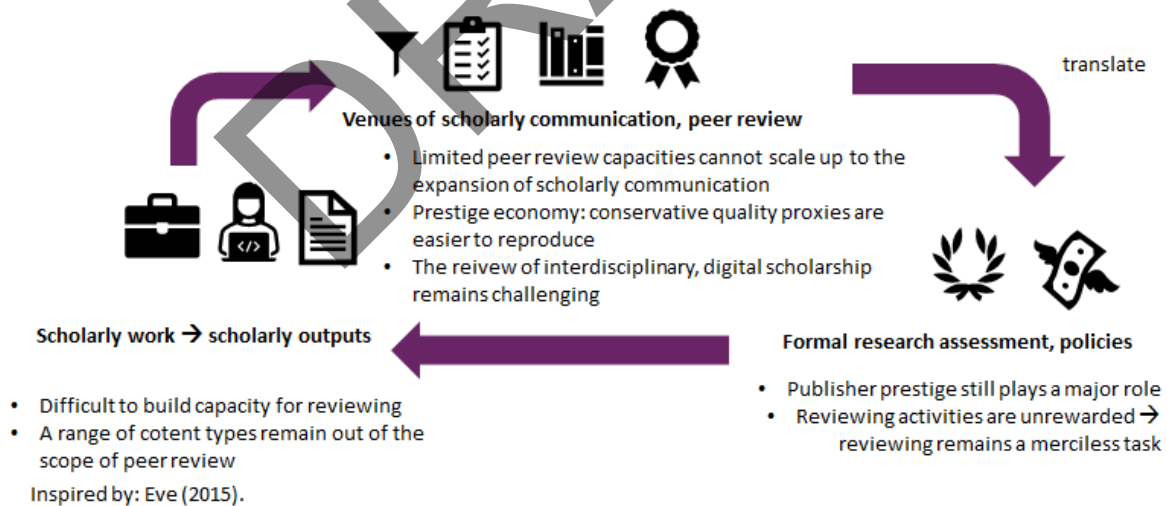 translate
Venues of scholarly communication, peer review
• Limited peer review capacities cannot scale up to the
expansion of scholarly communication
• Prestige economy: conservative quality proxies are
easier to reproduce
• The reivew of interdisciplinary, digital scholarship
remains challenging
</>
Scholarly work → scholarly outputs
• Difficult to build capacity for reviewing
• A range of cotent types remain out of the
scope of peer review
Inspired by: Eve (2015).
Formal research assessment, policies
• Publisher prestige still plays a major role
• Reviewing activities are unrewarded →
reviewing remains a merciless task